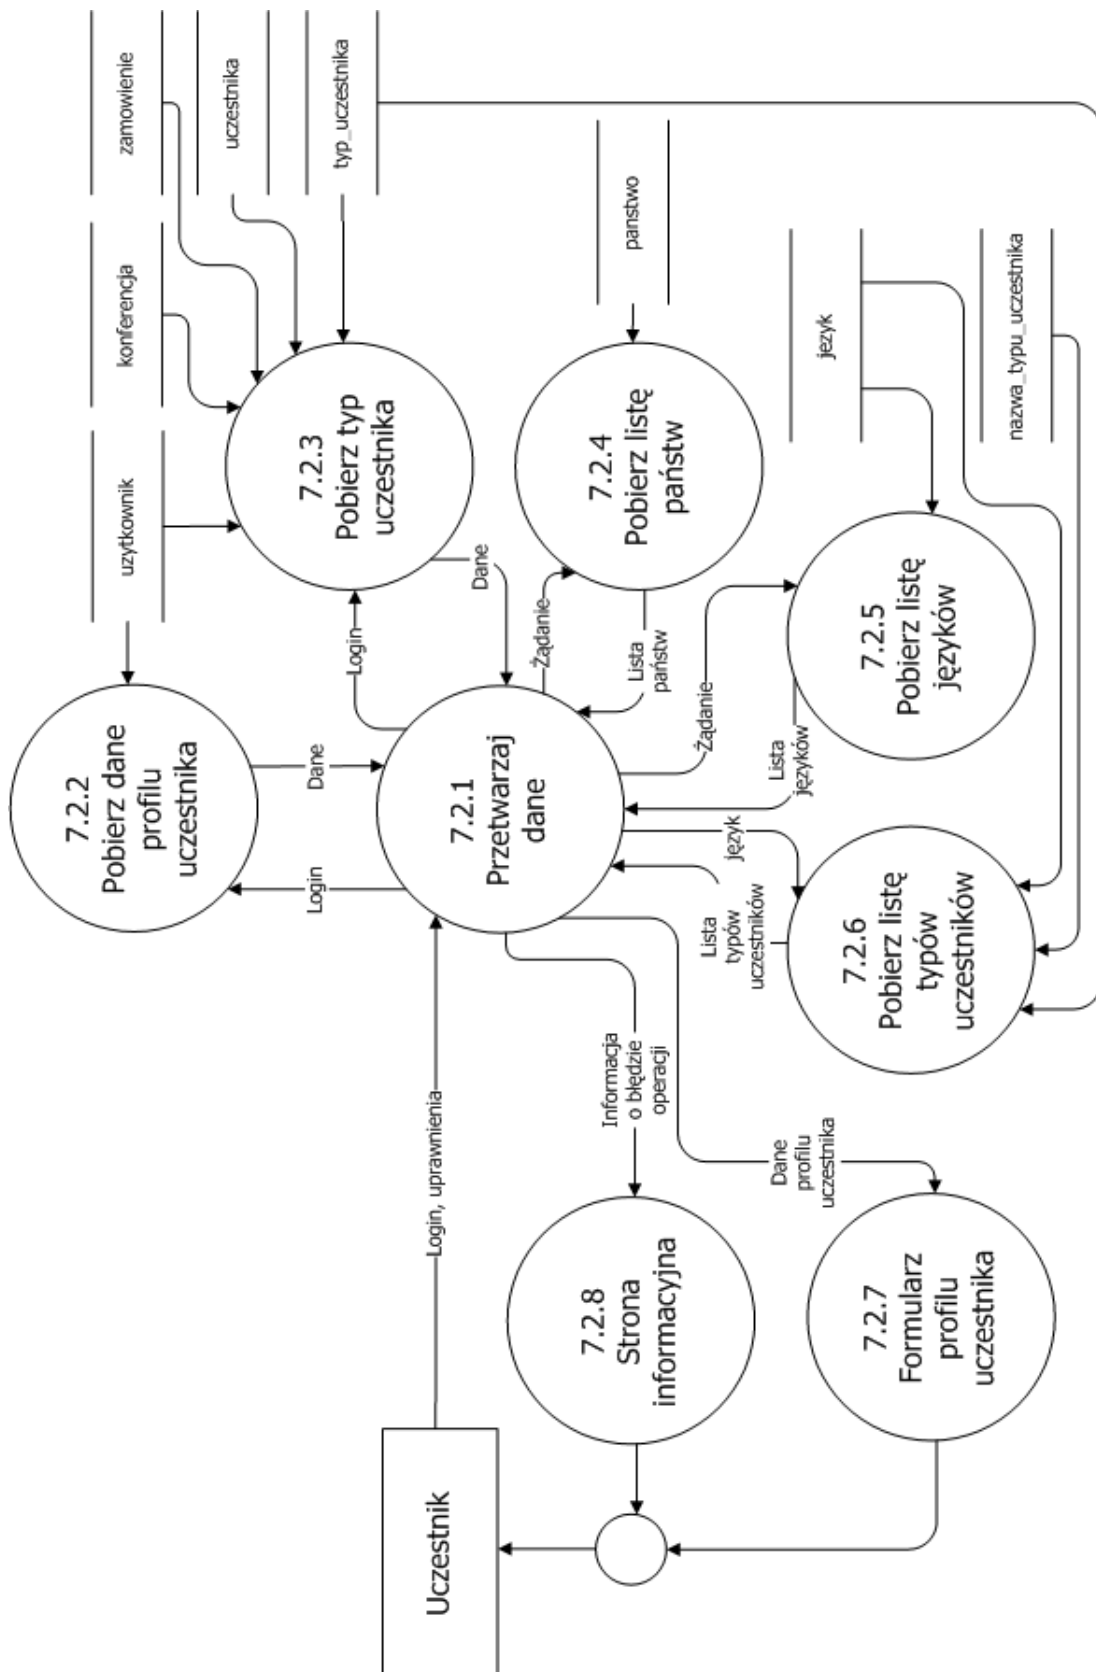 zamowienie
uczestnika
typ_uczestnika
konferencja
uzytkownik
panstwo
jezyk
nazwa_typu_uczestnika
7.2.3
Pobierz typ
uczestnika
7.2.4
Pobierz listę
państw
7.2.5
Pobierz listę
języków
7.2.2
Pobierz dane
profilu
uczestnika
7.2.1
Przetwarzaj
dane
7.2.6
Pobierz listę
typów
uczestników
Dane
Login
Żądanie
Lista
państw
Żądanie
Lista
języków
Dane
Login
język
Lista
typów
uczestników
Login, uprawnienia
Informacja
o błędzie
operacji
Dane
profilu
uczestnika
7.2.8
Strona
informacyjna
7.2.7
Formularz
profilu
uczestnika
Uczestnik